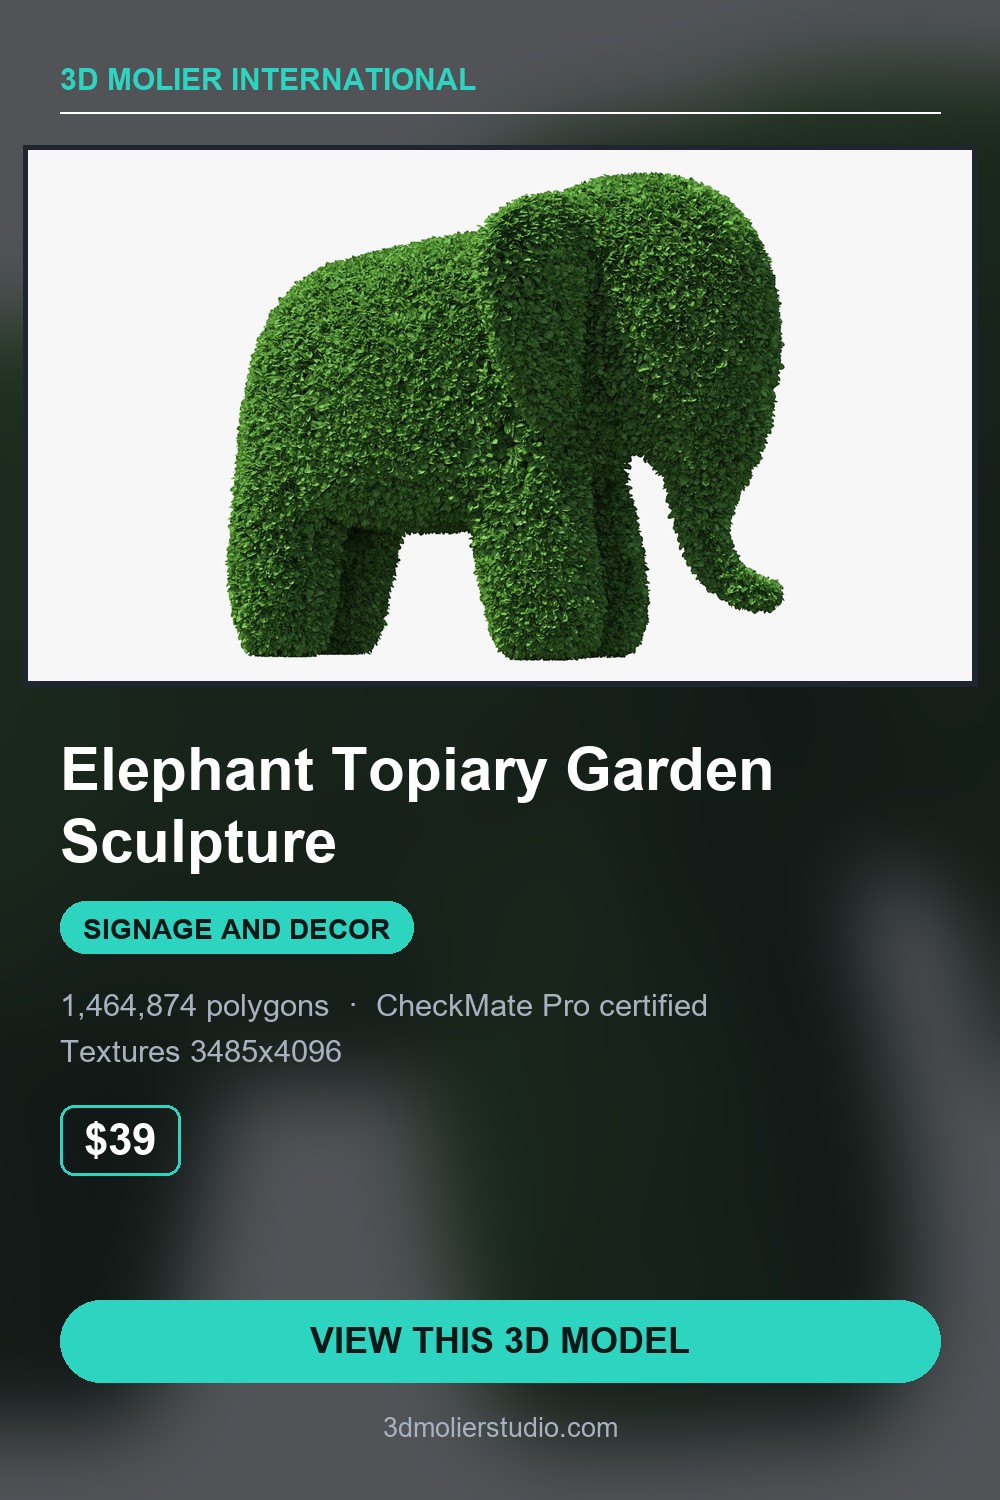 3D MOLIER INTERNATIONAL
Elephant Topiary Garden
Sculpture
SIGNAGE AND DECOR
1,464,874 polygons · CheckMate Pro certified
Textures 3485x4096
$39
VIEW THIS 3D MODEL
3dmolierstudio.com